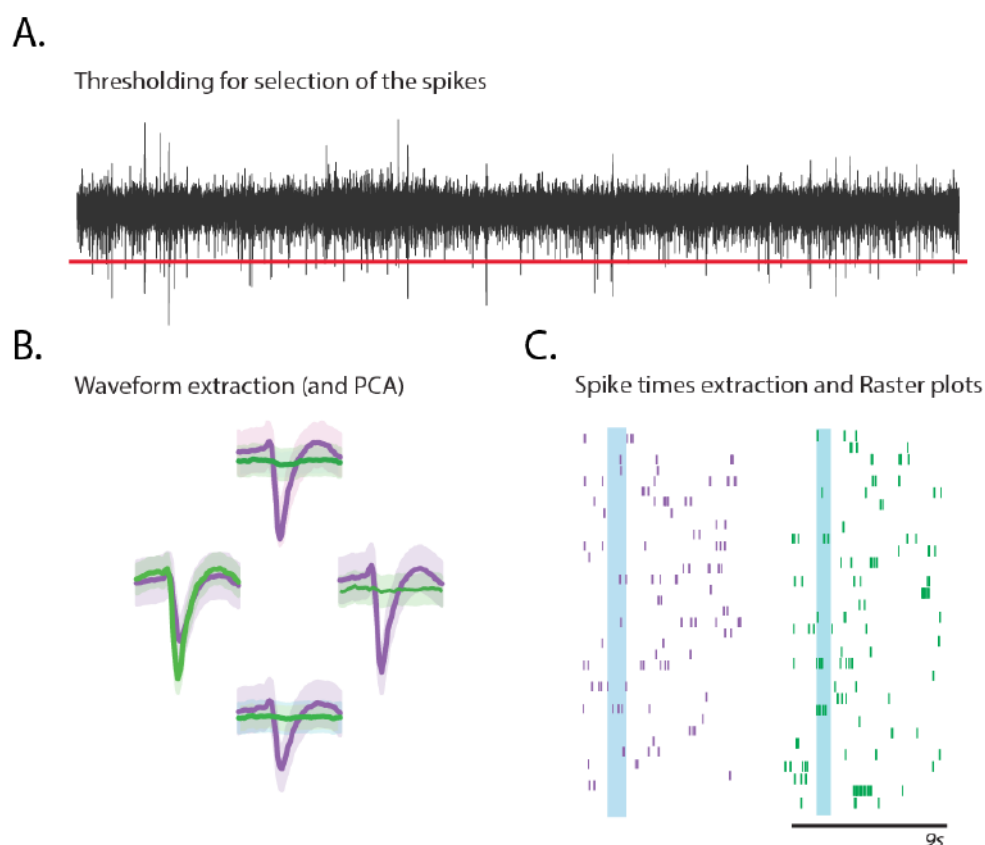 A.
Thresholding for selection of the spikes
B.
Waveform extraction (and PCA)
C.
Spike times extraction and Raster plots
9s